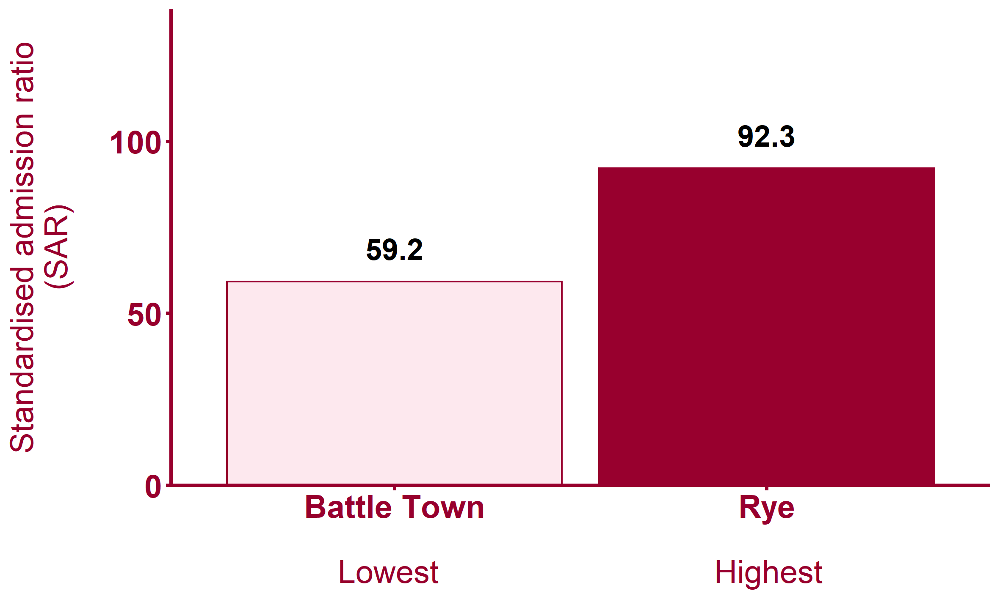 Standardised admission ratio
(SAR)
100
50
0
59.2
92.3
Battle Town
Rye
Lowest
Highest